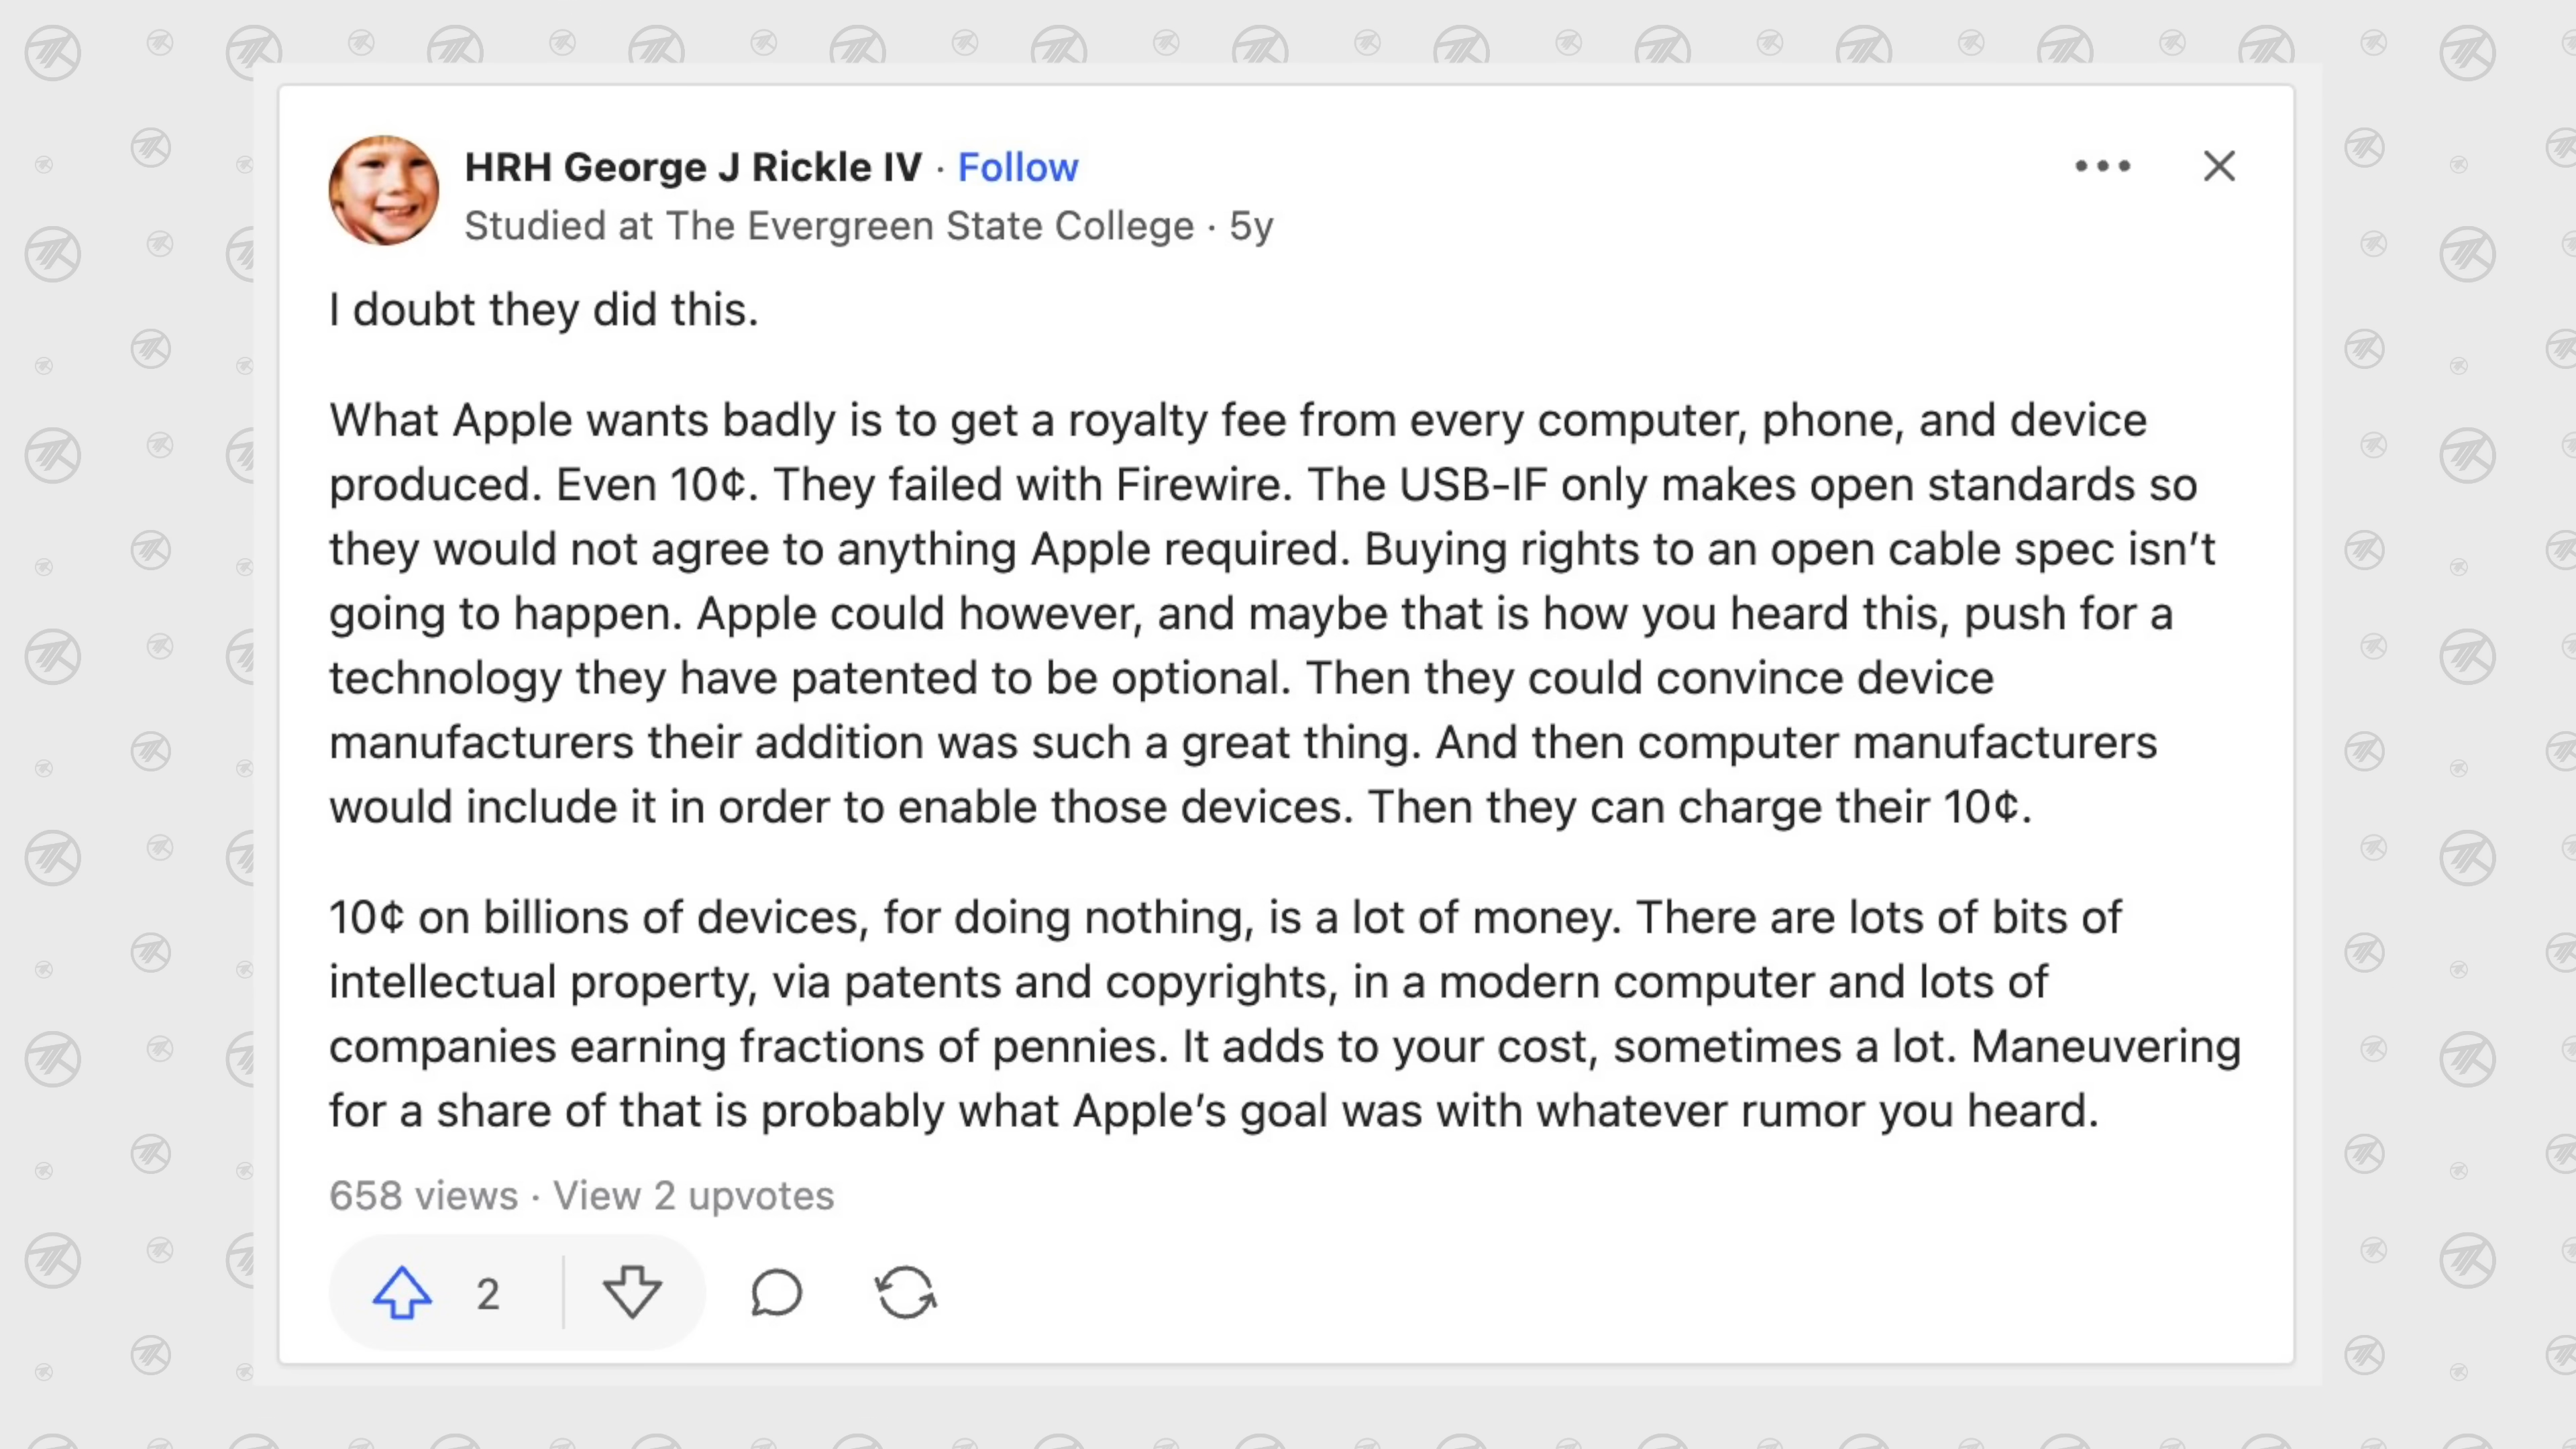 HRH George J Rickle IV · Follow
Studied at The Evergreen State College · 5y
I doubt they did this.
What Apple wants badly is to get a royalty fee from every computer, phone, and device
produced. Even 10¢. They failed with Firewire. The USB-IF only makes open standards so
they would not agree to anything Apple required. Buying rights to an open cable spec isn’t
going to happen. Apple could however, and maybe that is how you heard this, push for a
technology they have patented to be optional. Then they could convince device
manufacturers their addition was such a great thing. And then computer manufacturers
would include it in order to enable those devices. Then they can charge their 10¢.
10¢ on billions of devices, for doing nothing, is a lot of money. There are lots of bits of
intellectual property, via patents and copyrights, in a modern computer and lots of
companies earning fractions of pennies. It adds to your cost, sometimes a lot. Maneuvering
for a share of that is probably what Apple’s goal was with whatever rumor you heard.
658 views · View 2 upvotes
2